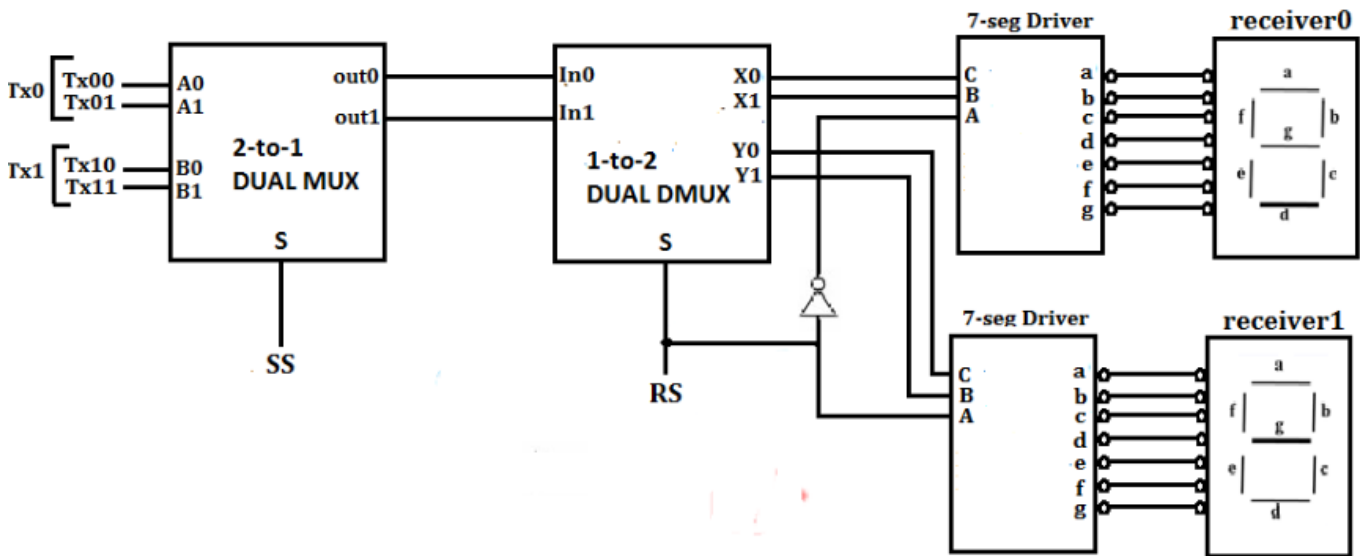 7-seg Driver
receiver0
Tx0
Tx00
Tx01
A0
A1
out0
out1
Tx1
Tx10
Tx11
B0
B1
2-to-1
DUAL MUX
S
SS
In0
In1
X0
X1
Y0
Y1
1-to-2
DUAL DMUX
S
RS
C
B
A
a
b
c
d
e
f
g
a
f
b
g
e
c
d
7-seg Driver
receiver1
C
B
A
a
b
c
d
e
f
g
a
f
b
g
e
c
d